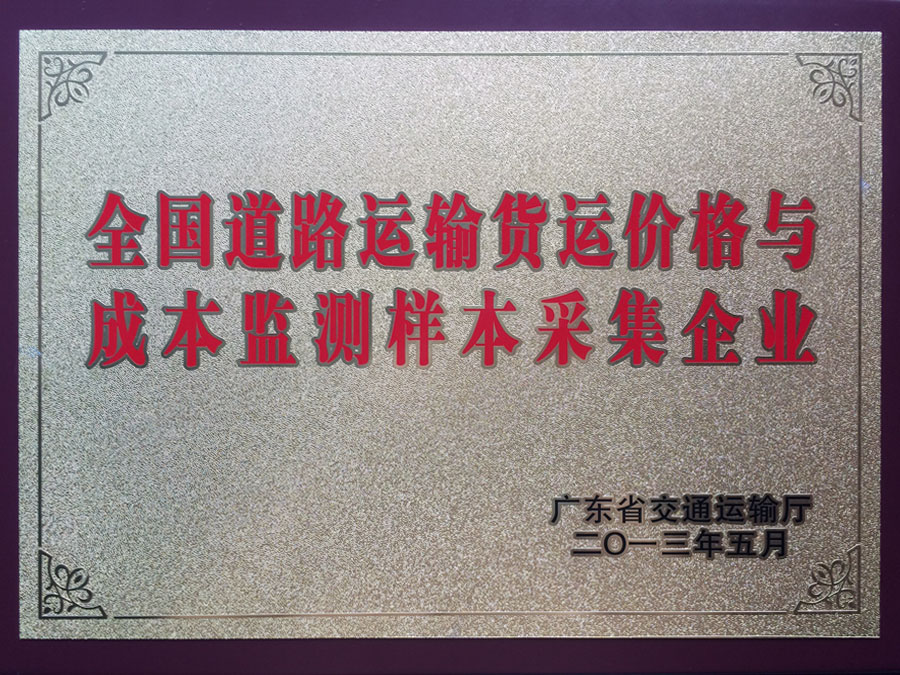 全国道路运输货运价格与
成本监测样本采集企业
广东省交通运输厅
二〇一三年五月